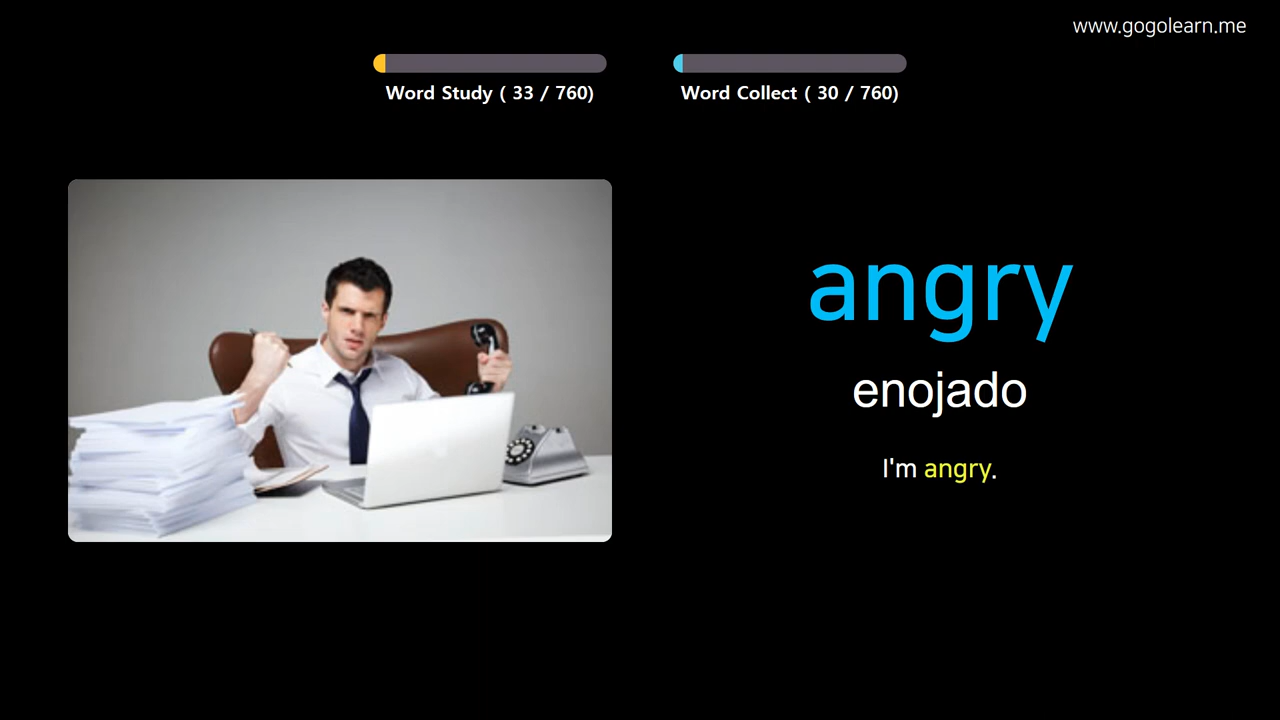 www.gogolearn.me
Word Study ( 33 / 760)
Word Collect ( 30 / 760)
angry
enojado
I'm angry.